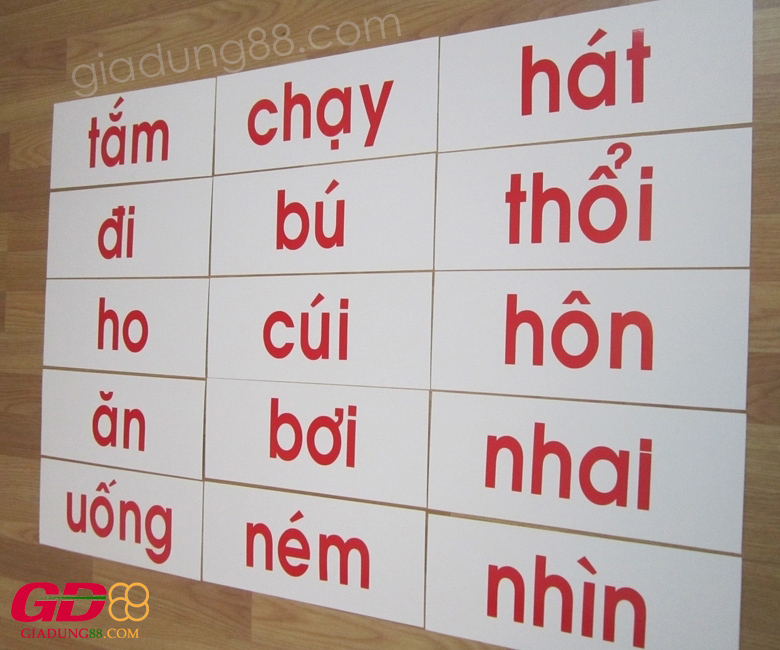 giadung88.com
tắm chạy hát
đi bú thổi
ho cúi hôn
ăn bơi nhai
uống ném nhìn
GD88
GIADUNG88.COM